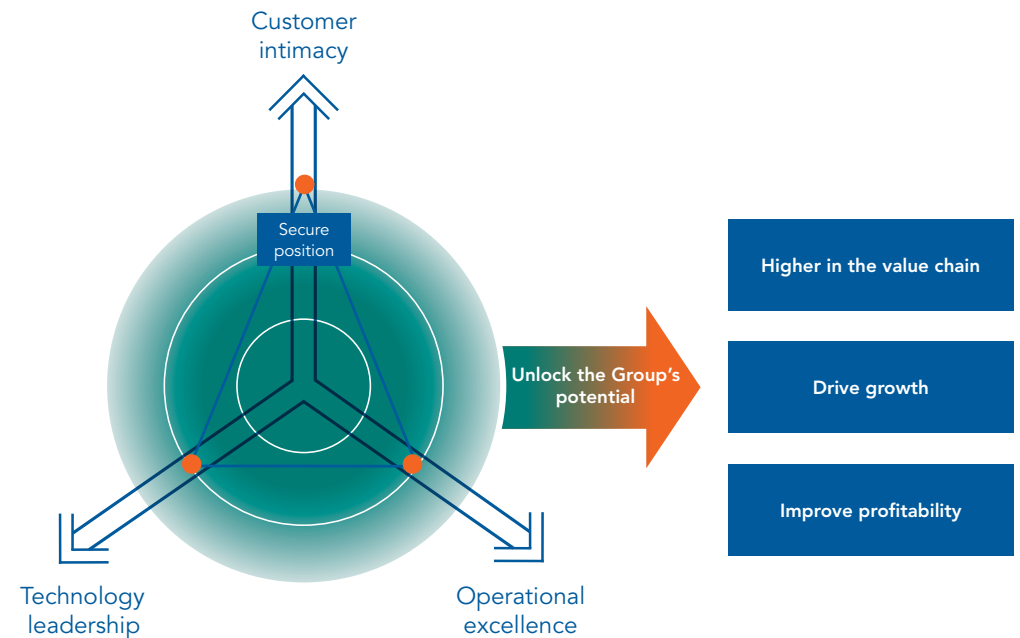 Customer
intimacy
Secure
position
Technology
leadership
Operational
excellence
Unlock the Group's
potential
Higher in the value chain
Drive growth
Improve profitability